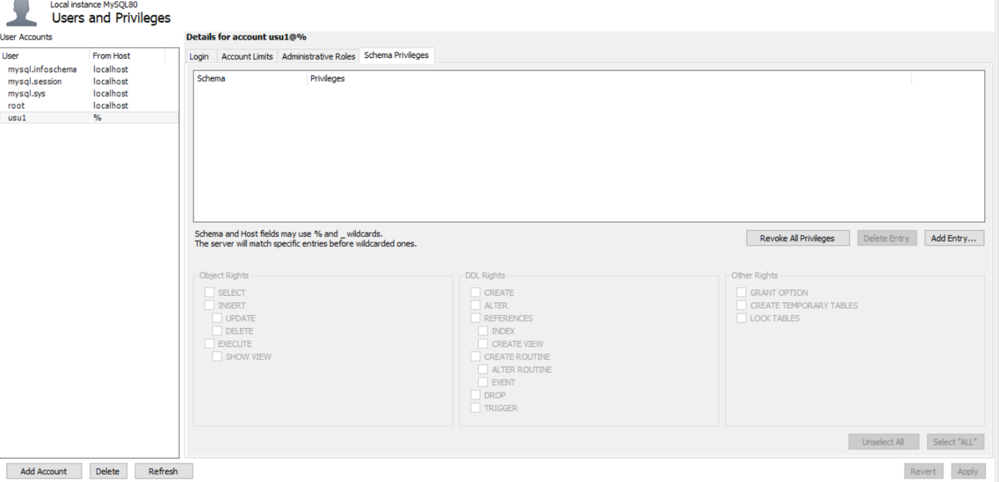 Local instance MySQL80
Users and Privileges
User Accounts
User From Host
mysql.infoschema localhost
mysql.session localhost
mysql.sys localhost
root localhost
usu1 %
Add Account Delete Refresh
Details for account usu1@%
Login Account Limits Administrative Roles Schema Privileges
Schema Privileges
Schema and Host fields may use % and _ wildcards.
The server will match specific entries before wildcarded ones.
Revoke All Privileges Delete Entry Add Entry...
Object Rights
SELECT
INSERT
UPDATE
DELETE
EXECUTE
SHOW VIEW
DDL Rights
CREATE
ALTER
REFERENCES
INDEX
CREATE VIEW
CREATE ROUTINE
ALTER ROUTINE
EVENT
DROP
TRIGGER
Other Rights
GRANT OPTION
CREATE TEMPORARY TABLES
LOCK TABLES
Unselect All Select "ALL"
Revert Apply